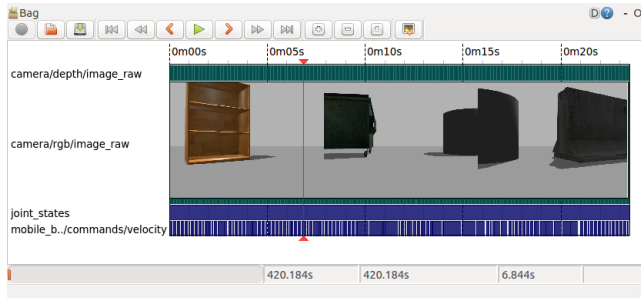 Bag
D - O
0m00s 0m05s 0m10s 0m15s 0m20s
camera/depth/image_raw
camera/rgb/image_raw
joint_states
mobile_b../commands/velocity
420.184s 420.184s 6.844s